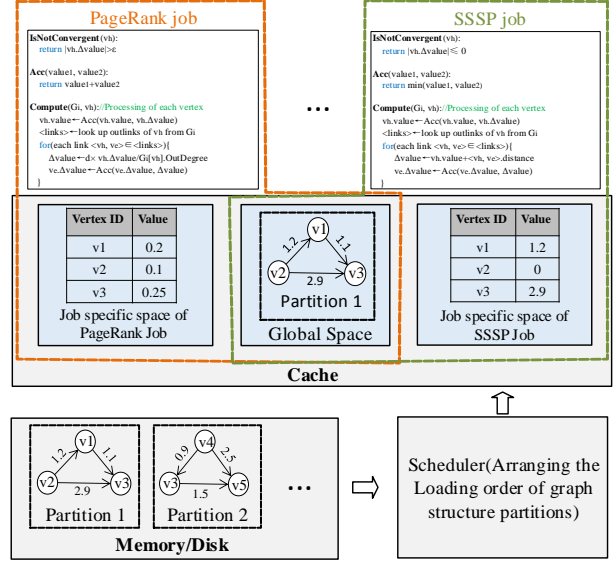 PageRank job
IsNotConvergent(vh):
return |vh.Δvalue|>ε
Acc(value1, value2):
return value1+value2
Compute(Gi, vh)://Processing of each vertex
vh.value←Acc(vh.value, vh.Δvalue)
<links>←look up outlinks of vh from Gi
for(each link <vh, ve>∈<links>){
Δvalue←d× vh.Δvalue/Gi[vh].OutDegree
ve.Δvalue←Acc(ve.Δvalue, Δvalue)
}
...
SSSP job
IsNotConvergent(vh):
return |vh.Δvalue|≤ 0
Acc(value1, value2):
return min(value1, value2)
Compute(Gi, vh)://Processing of each vertex
vh.value←Acc(vh.value, vh.Δvalue)
<links>←look up outlinks of vh from Gi
for(each link <vh, ve>∈<links>){
Δvalue←vh.value+<vh, ve>.distance
ve.Δvalue←Acc(ve.Δvalue, Δvalue)
}
Vertex ID Value
v1 0.2
v2 0.1
v3 0.25
Job specific space of
PageRank Job
v1
1.2 1.1
v2 v3
2.9
Partition 1
Global Space
Vertex ID Value
v1 1.2
v2 0
v3 2.9
Job specific space of
SSSP Job
Cache
v1
1.2 1.1
v2 v3
2.9
Partition 1
v4
0.9 2.5
v3 v5
1.5
Partition 2
...
Memory/Disk
Scheduler(Arranging the
Loading order of graph
structure partitions)